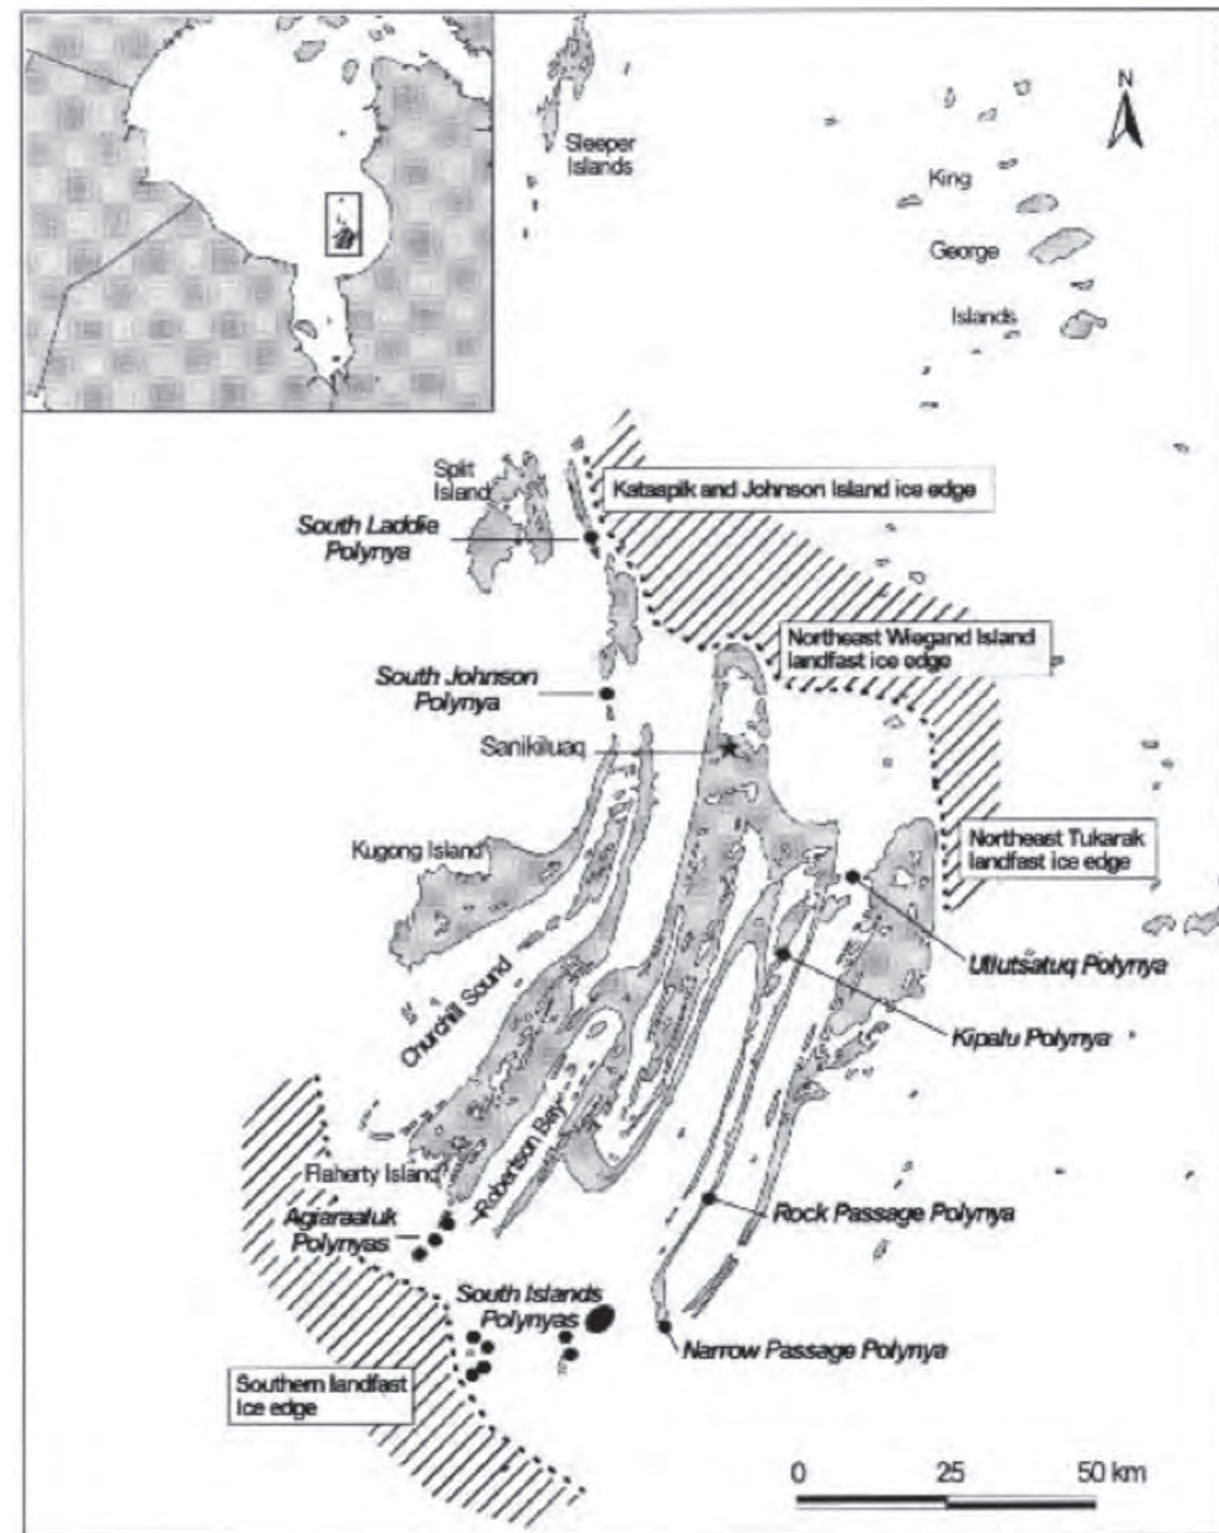 N
Sleeper
Islands
King
George
Islands
Split
Island
Kataspik and Johnson Island ice edge
South Laddie
Polynya
Northeast Wiegand Island
landfast ice edge
South Johnson
Polynya
Sanikiluaq
Kugong Island
Northeast Tukarak
landfast ice edge
Ullutsatuq Polynya
Churchill Sound
Kipalu Polynya
Robertson Bay
Flaherty Island
Agiaraaluk
Polynyas
Rock Passage Polynya
South Islands
Polynyas
Narrow Passage Polynya
Southern landfast
ice edge
0 25 50 km